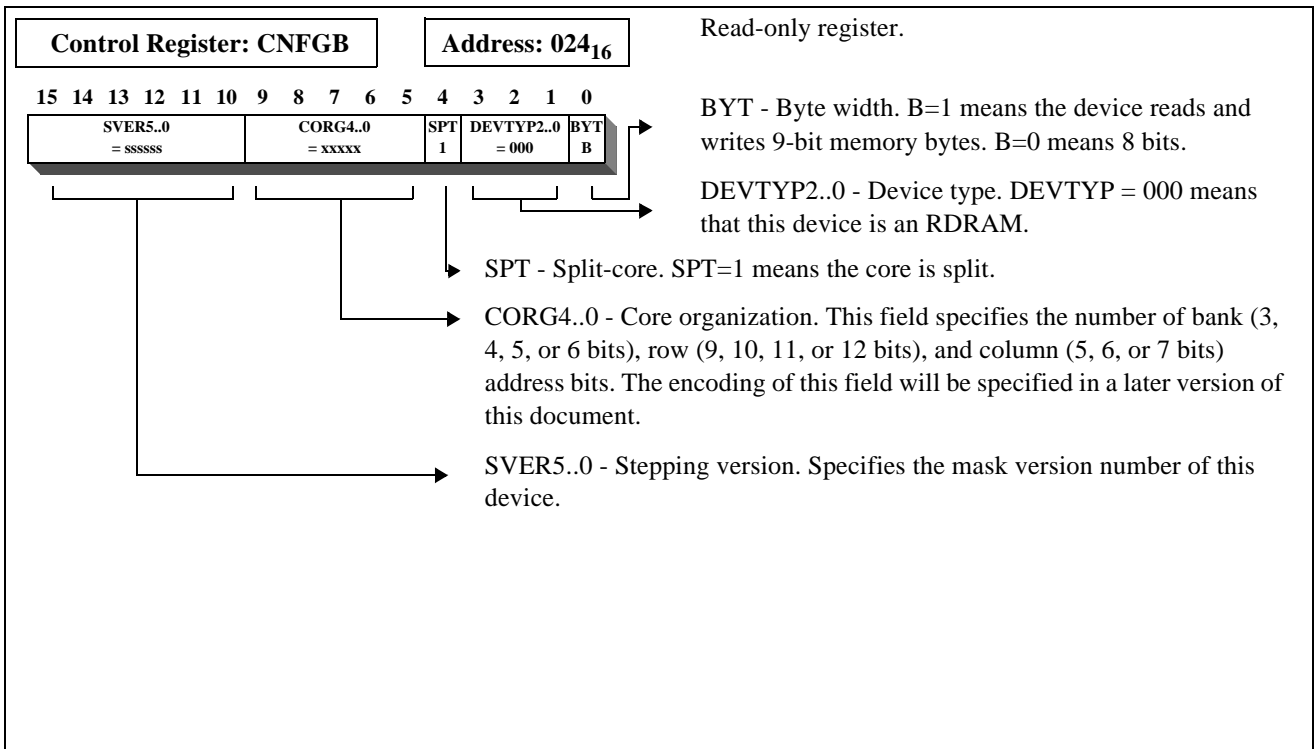 Control Register: CNFGB
Address: 024₁₆
Read-only register.
15 14 13 12 11 10 9 8 7 6 5 4 3 2 1 0
SVER5..0 CORG4..0 SPT DEVTYP2..0 BYT
= ssssss = xxxxx 1 = 000 B
BYT - Byte width. B=1 means the device reads and
writes 9-bit memory bytes. B=0 means 8 bits.
DEVTYP2..0 - Device type. DEVTYP = 000 means
that this device is an RDRAM.
SPT - Split-core. SPT=1 means the core is split.
CORG4..0 - Core organization. This field specifies the number of bank (3,
4, 5, or 6 bits), row (9, 10, 11, or 12 bits), and column (5, 6, or 7 bits)
address bits. The encoding of this field will be specified in a later version of
this document.
SVER5..0 - Stepping version. Specifies the mask version number of this
device.